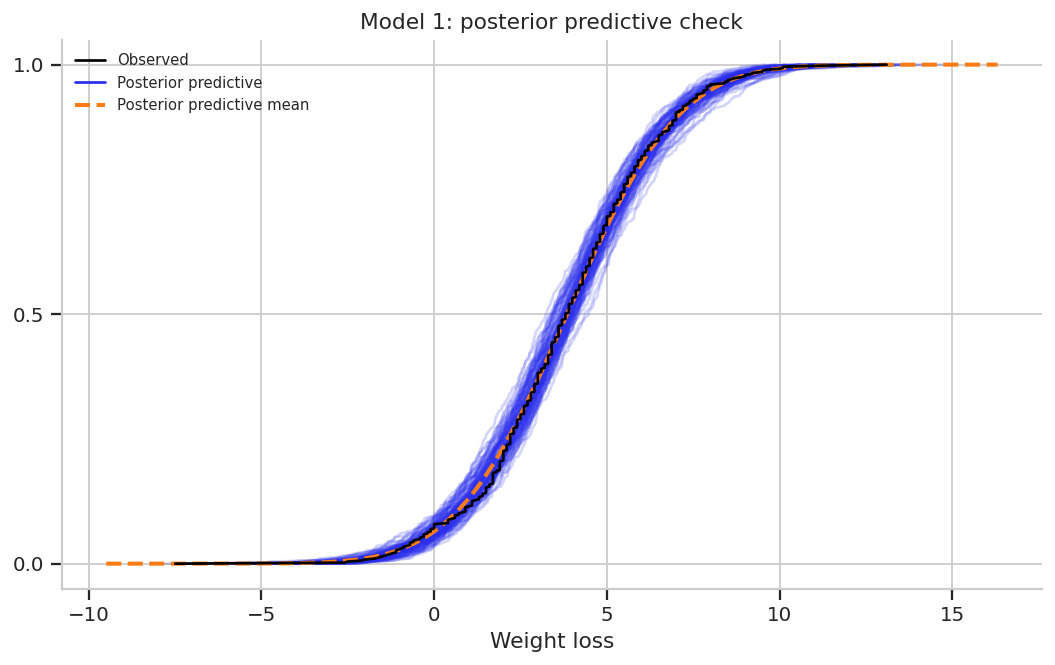 Model 1: posterior predictive check
Observed
Posterior predictive
Posterior predictive mean
1.0
0.5
0.0
−10
−5
0
5
10
15
Weight loss